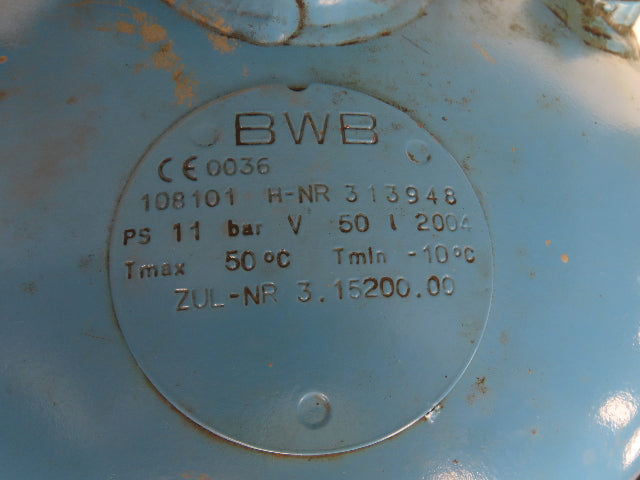 BWB
CE 0036
108101 H-NR 313948
PS 11 bar V 50 l 2004
Tmax 50 °C Tmin -10 °C
ZUL-NR 3.15200.00